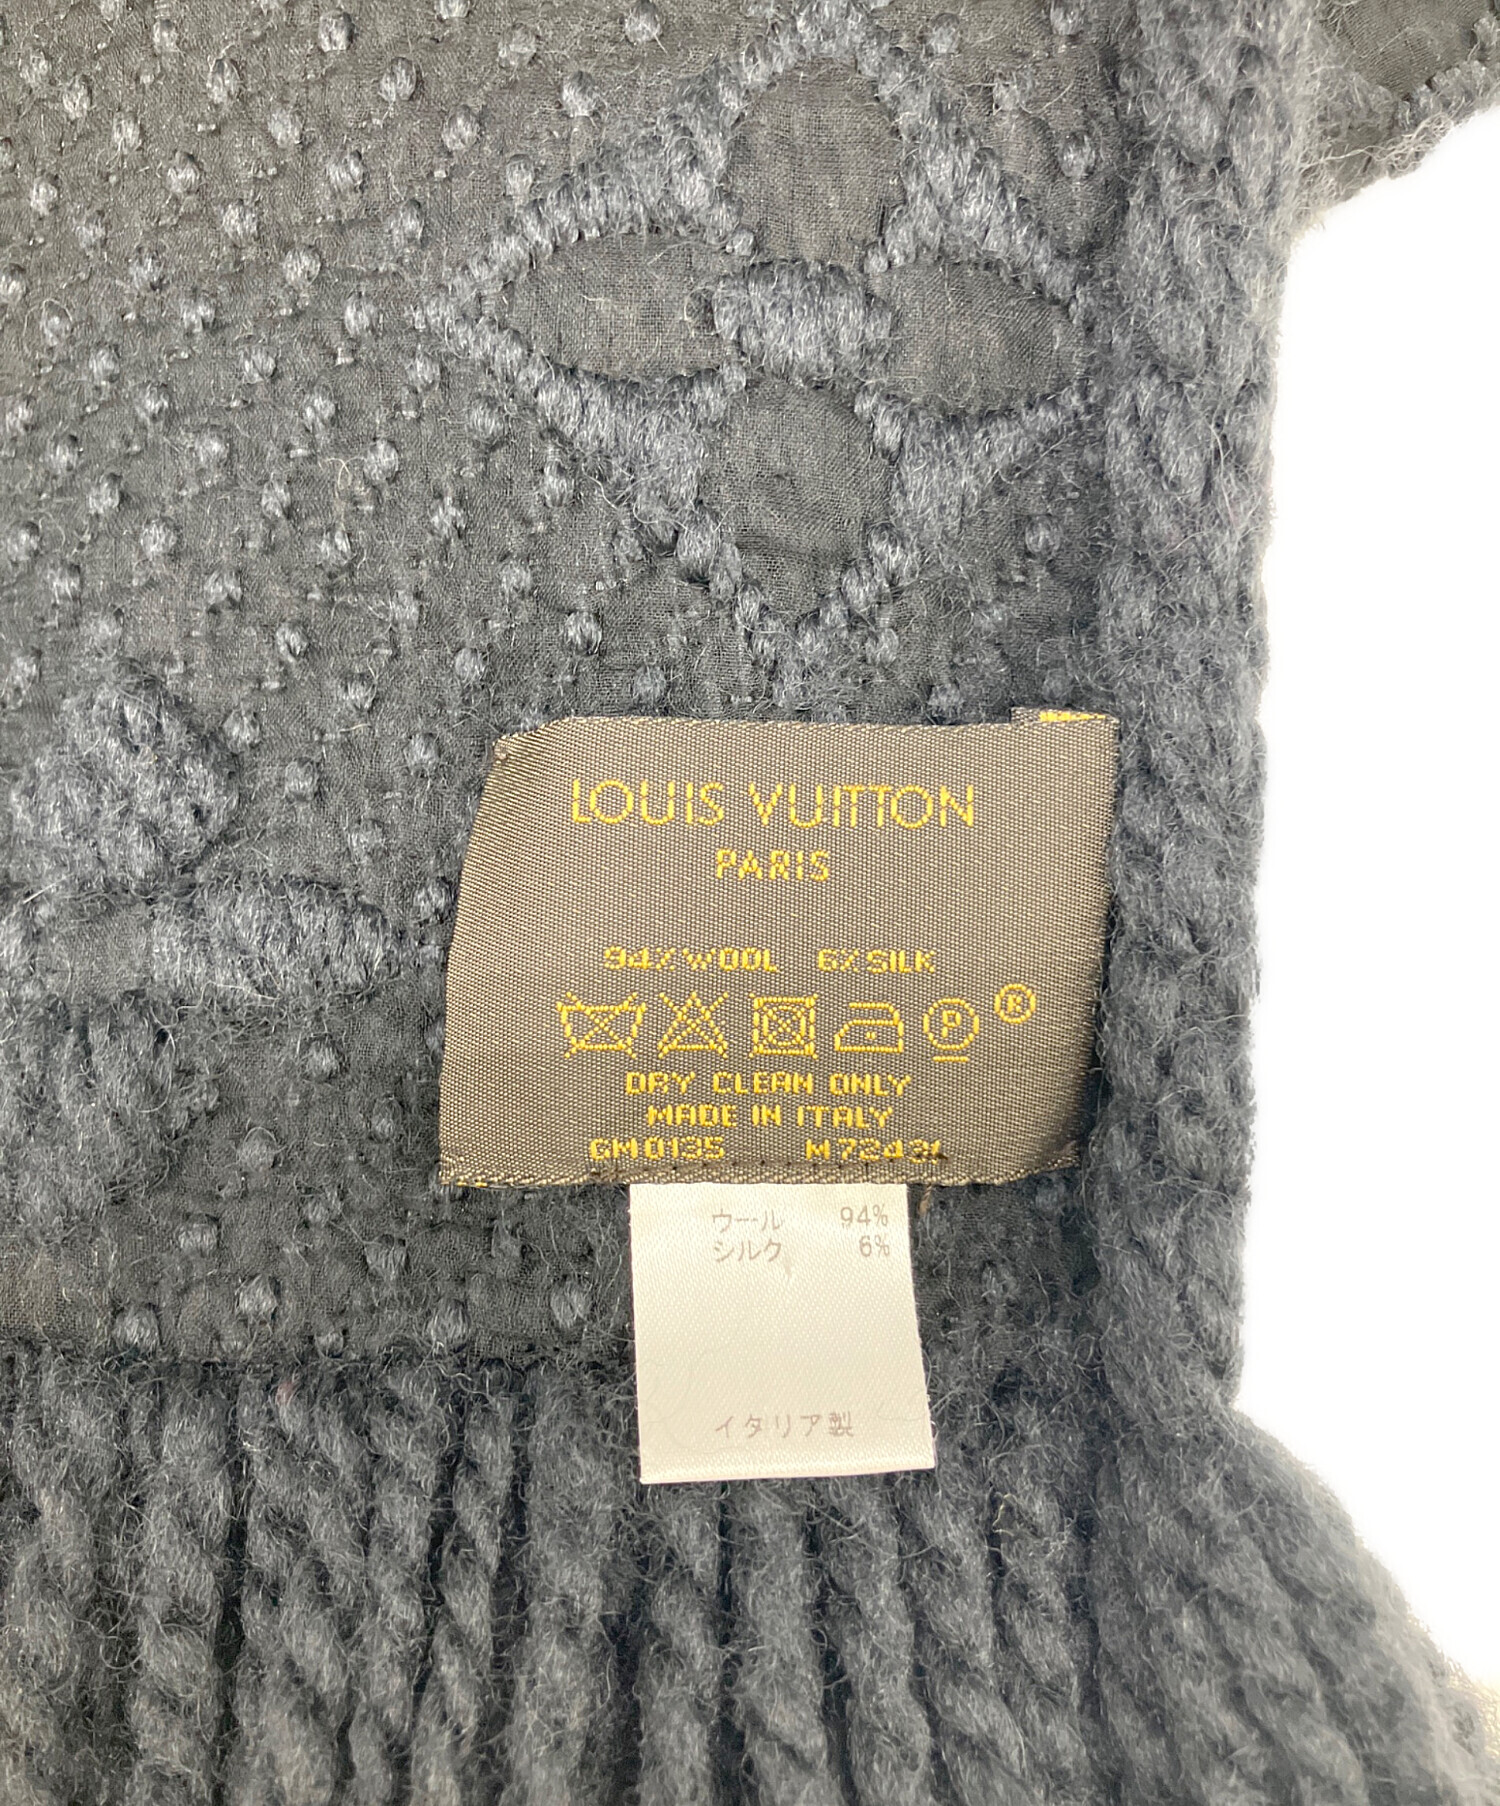 LOUIS VUITTON
PARIS
94% WOOL 6% SILK
P ®
DRY CLEAN ONLY
MADE IN ITALY
GM0135 M72431
ウール 94%
シルク 6%
イタリア製